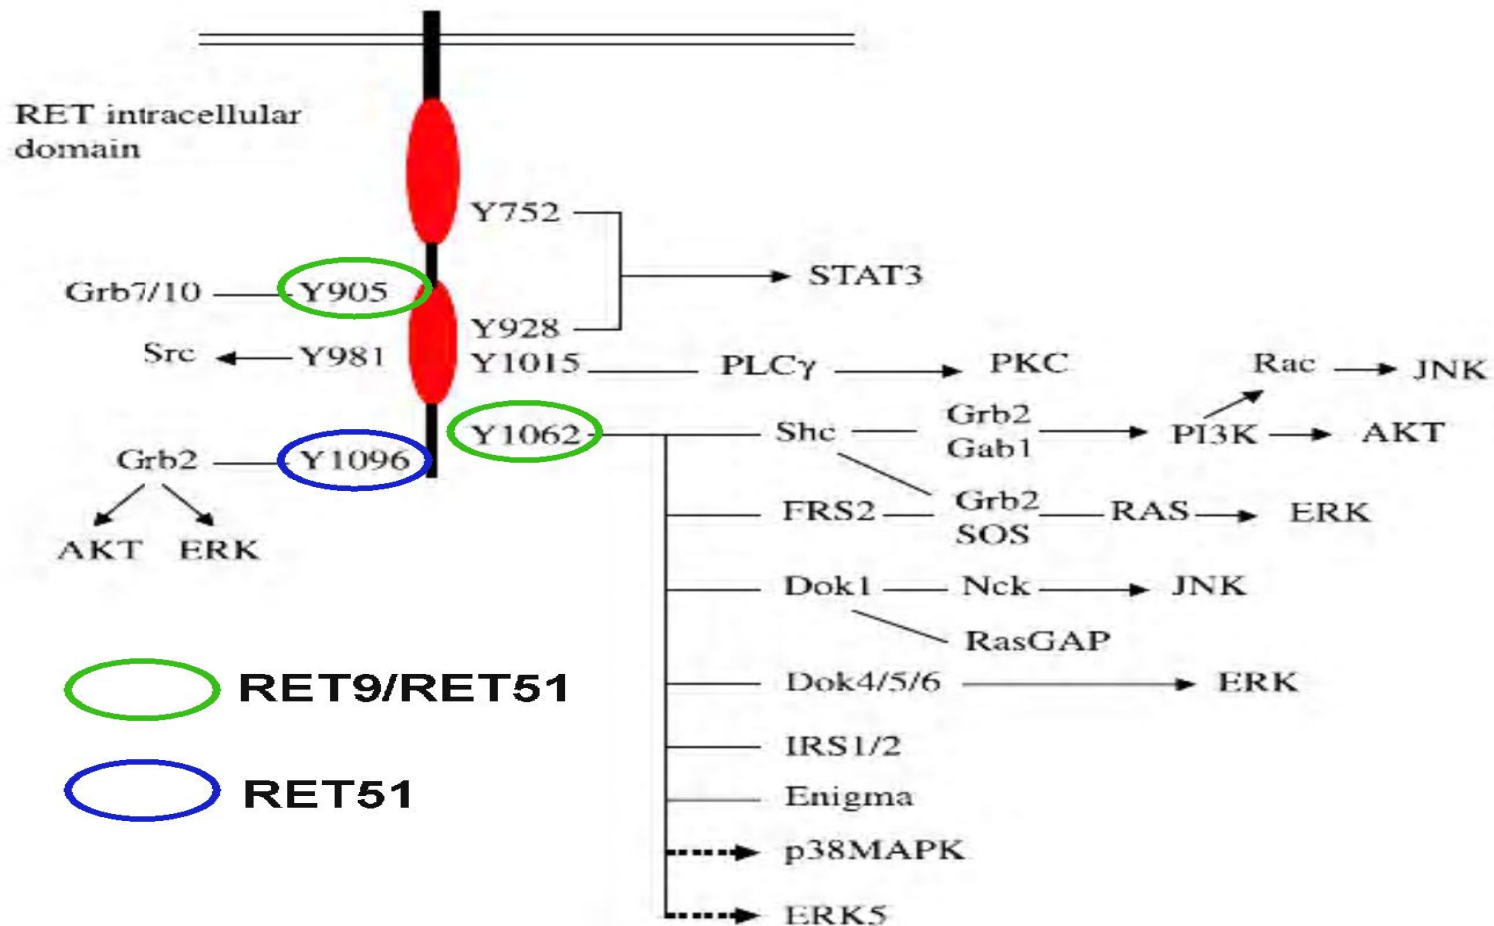 RET intracellular
domain
Y752
STAT3
Grb7/10
Y905
Y928
Src
Y981
Y1015
PLCγ
PKC
Rac
JNK
Y1062
Shc
Grb2
Gab1
PI3K
AKT
Grb2
Y1096
AKT
ERK
FRS2
Grb2
SOS
RAS
ERK
Dok1
Nck
JNK
RasGAP
Dok4/5/6
ERK
IRS1/2
Enigma
p38MAPK
ERK5
RET9/RET51
RET51